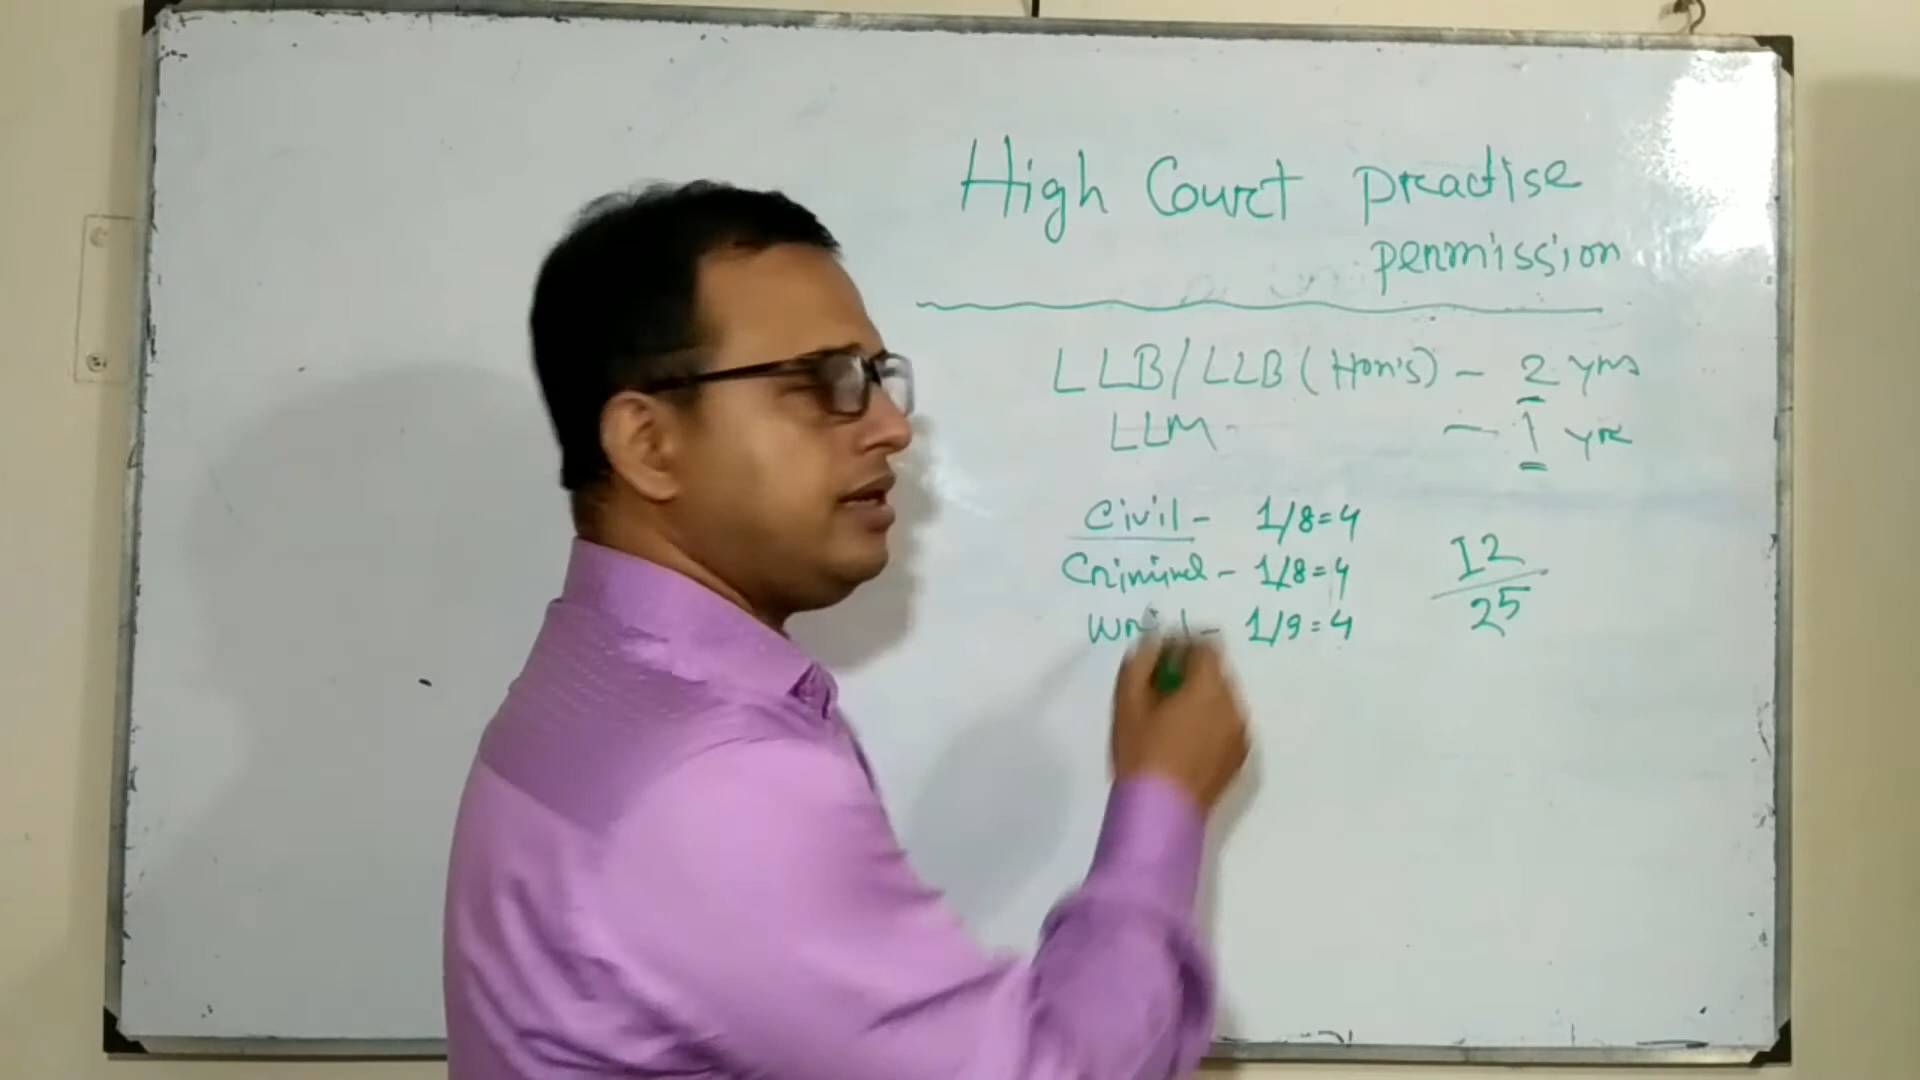 High Court practise
permission
LLB/LLB (Hon's) - 2 yrs
LLM - 1 yr
Civil - 1/8=4
Criminal - 1/8=4
1/9=4
12
25